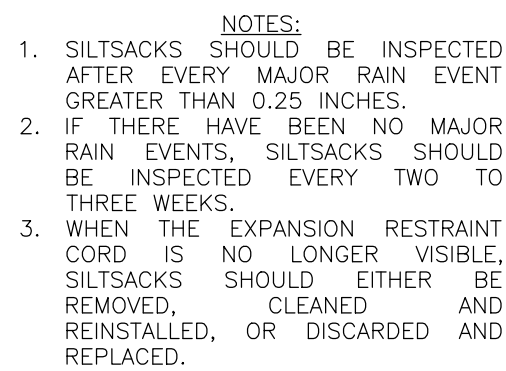 NOTES:
1. SILTSACKS SHOULD BE INSPECTED
AFTER EVERY MAJOR RAIN EVENT
GREATER THAN 0.25 INCHES.
2. IF THERE HAVE BEEN NO MAJOR
RAIN EVENTS, SILTSACKS SHOULD
BE INSPECTED EVERY TWO TO
THREE WEEKS.
3. WHEN THE EXPANSION RESTRAINT
CORD IS NO LONGER VISIBLE,
SILTSACKS SHOULD EITHER BE
REMOVED, CLEANED AND
REINSTALLED, OR DISCARDED AND
REPLACED.